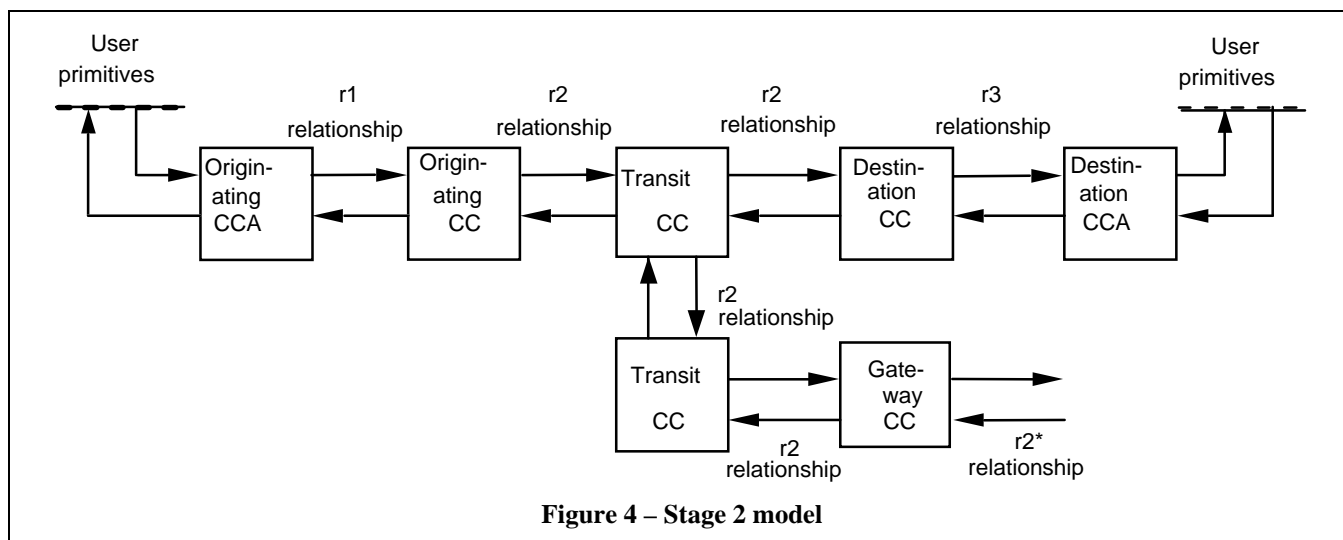 User
primitives
User
primitives
r1
relationship
r2
relationship
r2
relationship
r3
relationship
Origin-
ating
CCA
Origin-
ating
CC
Transit
CC
Destin-
ation
CC
Destin-
ation
CCA
r2
relationship
Transit
CC
Gate-
way
CC
r2
relationship
r2*
relationship
Figure 4 – Stage 2 model